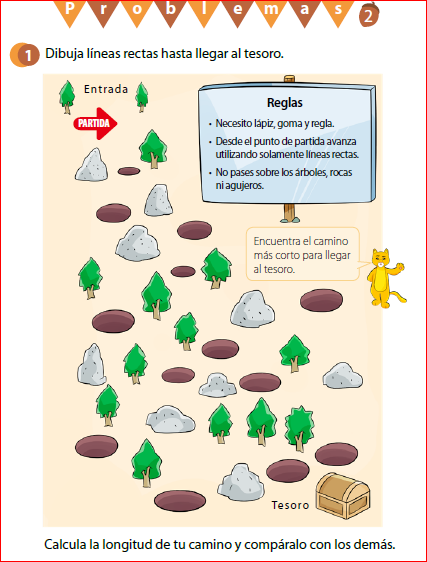 Problemas
2
1 Dibuja líneas rectas hasta llegar al tesoro.
Entrada
PARTIDA
Reglas
• Necesito lápiz, goma y regla.
• Desde el punto de partida avanza
utilizando solamente líneas rectas.
• No pases sobre los árboles, rocas
ni agujeros.
Encuentra el camino
más corto para llegar
al tesoro.
Tesoro
Calcula la longitud de tu camino y compáralo con los demás.